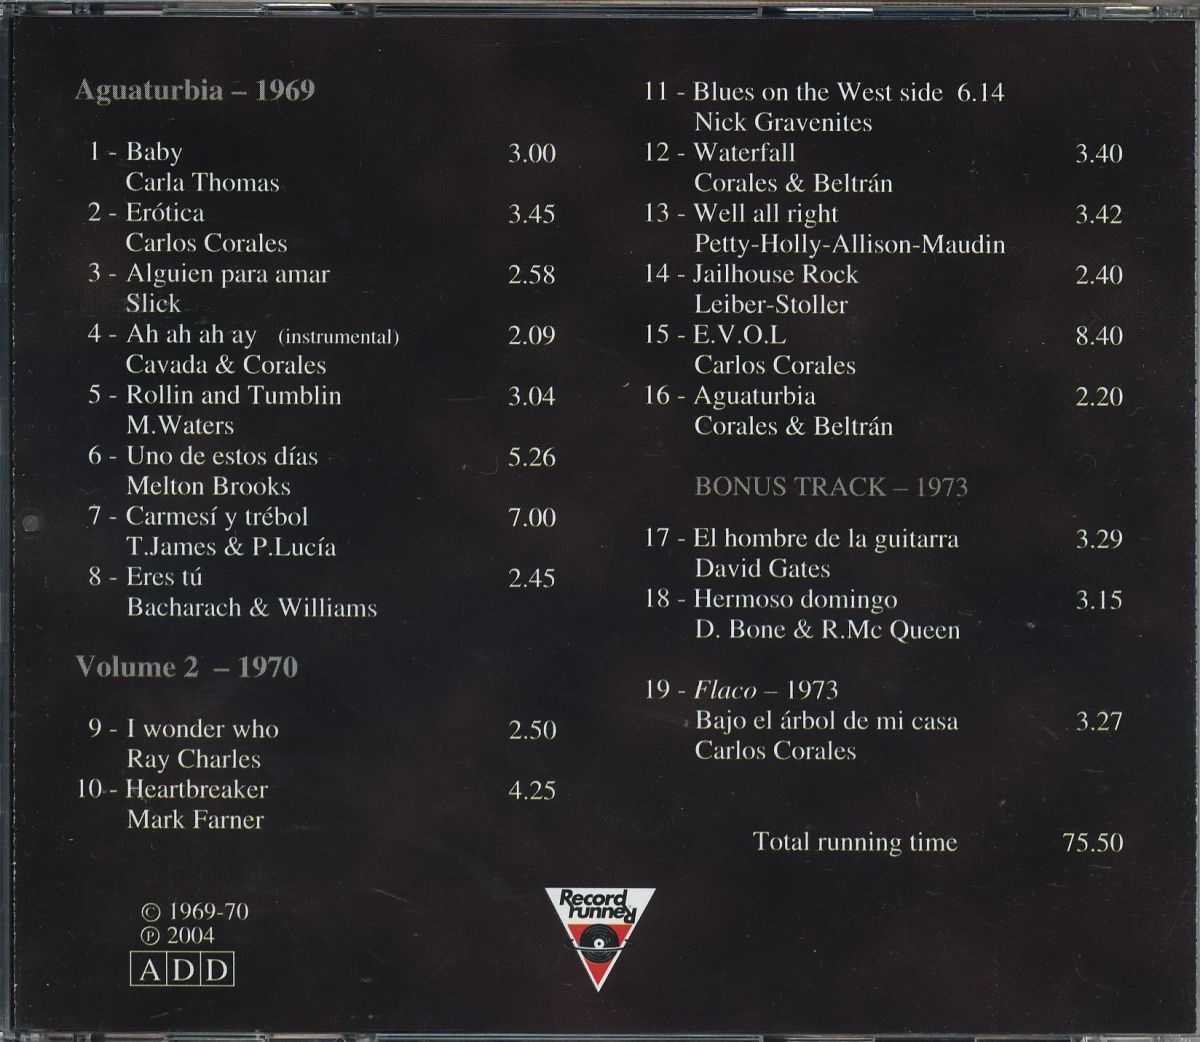 Aguaturbia – 1969
1 - Baby 3.00
Carla Thomas
2 - Erótica 3.45
Carlos Corales
3 - Alguien para amar 2.58
Slick
4 - Ah ah ah ay (instrumental) 2.09
Cavada & Corales
5 - Rollin and Tumblin 3.04
M.Waters
6 - Uno de estos días 5.26
Melton Brooks
7 - Carmesí y trébol 7.00
T.James & P.Lucía
8 - Eres tú 2.45
Bacharach & Williams
Volume 2 – 1970
9 - I wonder who 2.50
Ray Charles
10 - Heartbreaker 4.25
Mark Farner
11 - Blues on the West side 6.14
Nick Gravenites
12 - Waterfall 3.40
Corales & Beltrán
13 - Well all right 3.42
Petty-Holly-Allison-Maudin
14 - Jailhouse Rock 2.40
Leiber-Stoller
15 - E.V.O.L 8.40
Carlos Corales
16 - Aguaturbia 2.20
Corales & Beltrán
BONUS TRACK – 1973
17 - El hombre de la guitarra 3.29
David Gates
18 - Hermoso domingo 3.15
D. Bone & R.Mc Queen
19 - Flaco – 1973
Bajo el árbol de mi casa 3.27
Carlos Corales
Total running time 75.50
© 1969-70
℗ 2004
A D D
Record
runner